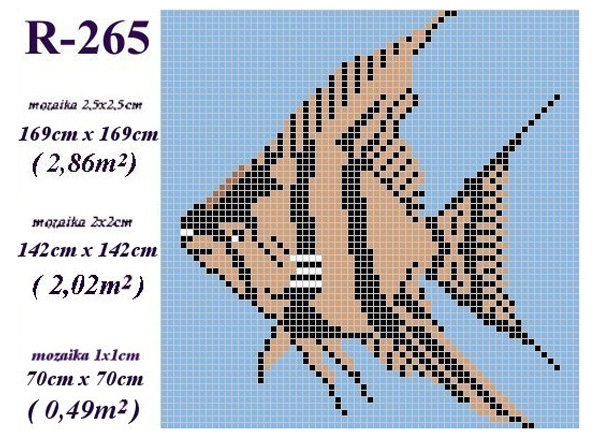 R-265
mozaika 2,5x2,5cm
169cm x 169cm
( 2,86m²)
mozaika 2x2cm
142cm x 142cm
( 2,02m² )
mozaika 1x1cm
70cm x 70cm
( 0,49m² )